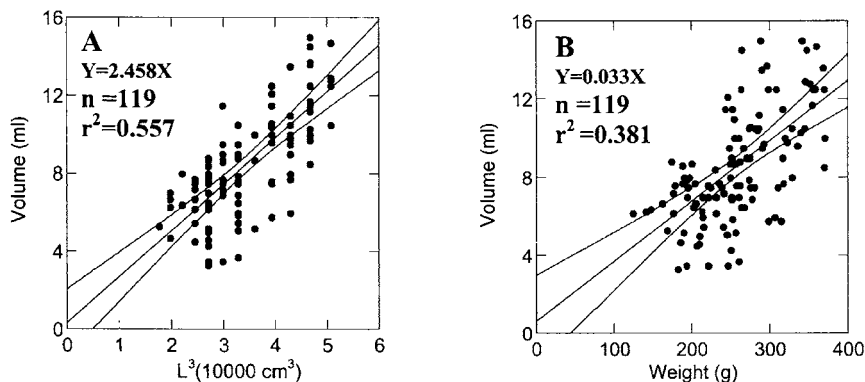 A
Y=2.458X
n =119
r²=0.557
Volume (ml)
16
12
8
4
0
0 1 2 3 4 5 6
L³(10000 cm³)
B
Y=0.033X
n =119
r²=0.381
Volume (ml)
16
12
8
4
0
0 100 200 300 400
Weight (g)